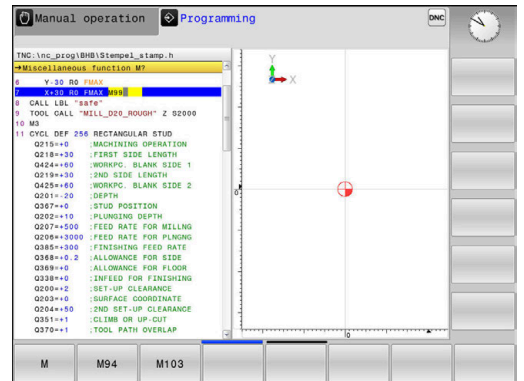 Manual operation
Programming
DNC
TNC:\nc_prog\BHB\Stempel_stamp.h
→Miscellaneous function M?
6 Y-30 R0 FMAX
7 X+30 R0 FMAX M99
8 CALL LBL "safe"
9 TOOL CALL "MILL_D20_ROUGH" Z S2000
10 M3
11 CYCL DEF 256 RECTANGULAR STUD
Q215=+0 ;MACHINING OPERATION
Q218=+30 ;FIRST SIDE LENGTH
Q424=+60 ;WORKPC. BLANK SIDE 1
Q219=+30 ;2ND SIDE LENGTH
Q425=+60 ;WORKPC. BLANK SIDE 2
Q201=-20 ;DEPTH
Q367=+0 ;STUD POSITION
Q202=+10 ;PLUNGING DEPTH
Q207=+500 ;FEED RATE FOR MILLNG
Q206=+3000 ;FEED RATE FOR PLNGNG
Q385=+300 ;FINISHING FEED RATE
Q368=+0.2 ;ALLOWANCE FOR SIDE
Q369=+0 ;ALLOWANCE FOR FLOOR
Q338=+0 ;INFEED FOR FINISHING
Q200=+2 ;SET-UP CLEARANCE
Q203=+0 ;SURFACE COORDINATE
Q204=+50 ;2ND SET-UP CLEARANCE
Q351=+1 ;CLIMB OR UP-CUT
Q370=+1 ;TOOL PATH OVERLAP
Y
X
0
0
M
M94
M103